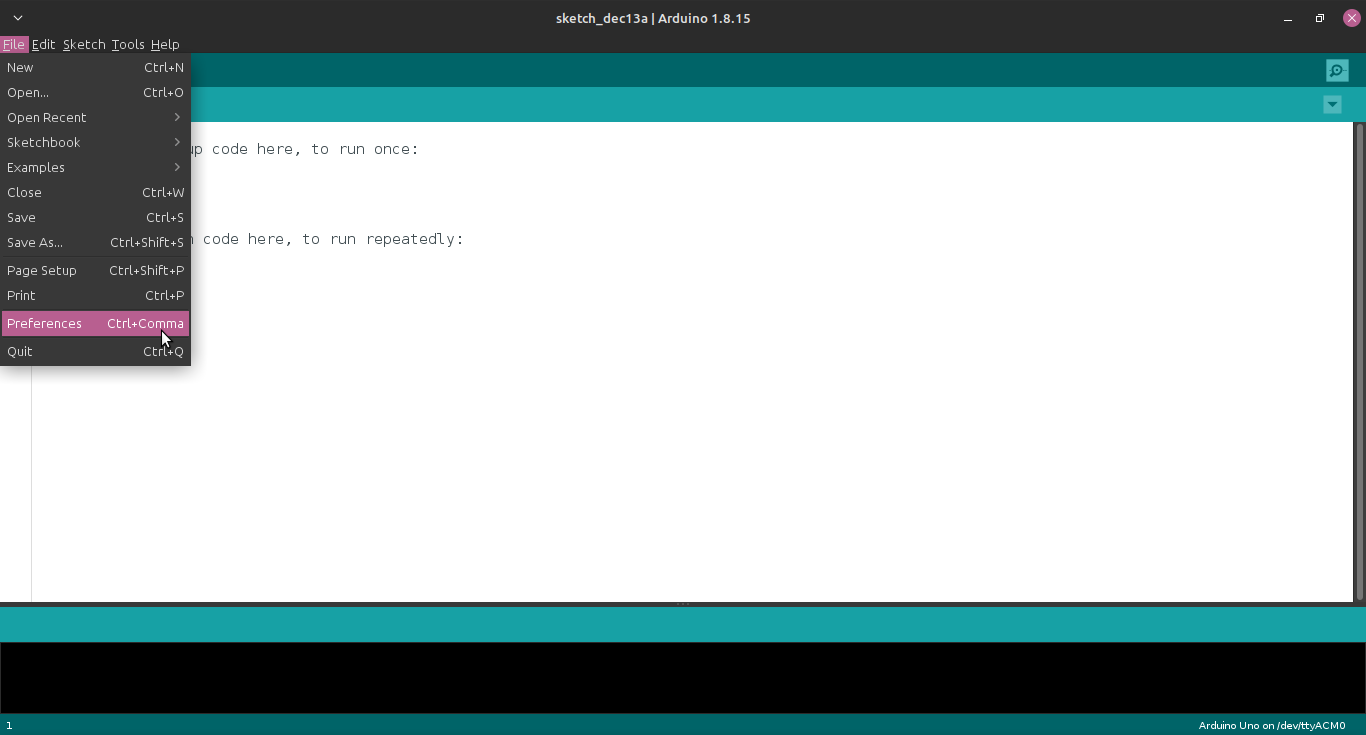 sketch_dec13a | Arduino 1.8.15
File Edit Sketch Tools Help
New Ctrl+N
Open... Ctrl+O
Open Recent
Sketchbook
Examples
Close Ctrl+W
Save Ctrl+S
Save As... Ctrl+Shift+S
Page Setup Ctrl+Shift+P
Print Ctrl+P
Preferences Ctrl+Comma
Quit Ctrl+Q
up code here, to run once:
code here, to run repeatedly:
1
Arduino Uno on /dev/ttyACM0